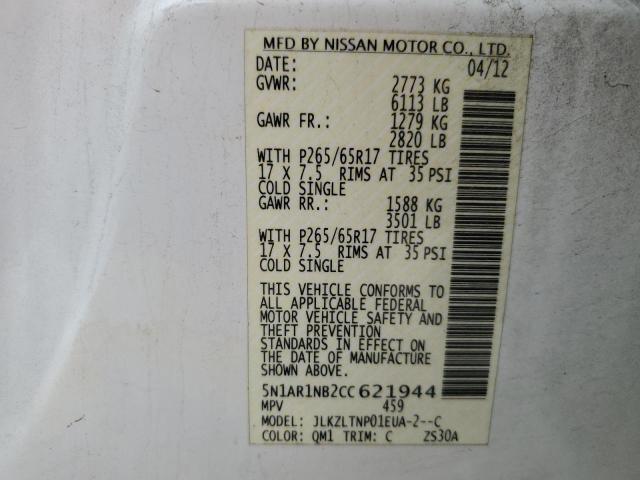 MFD BY NISSAN MOTOR CO., LTD.
DATE: 04/12
GVWR: 2773 KG
6113 LB
GAWR FR.: 1279 KG
2820 LB
WITH P265/65R17 TIRES
17 X 7.5 RIMS AT 35 PSI
COLD SINGLE
GAWR RR.: 1588 KG
3501 LB
WITH P265/65R17 TIRES
17 X 7.5 RIMS AT 35 PSI
COLD SINGLE
THIS VEHICLE CONFORMS TO
ALL APPLICABLE FEDERAL
MOTOR VEHICLE SAFETY AND
THEFT PREVENTION
STANDARDS IN EFFECT ON
THE DATE OF MANUFACTURE
SHOWN ABOVE.
5N1AR1NB2CC621944
MPV 459
MODEL: JLKZLTNP01EUA-2--C
COLOR: QM1 TRIM: C ZS30A